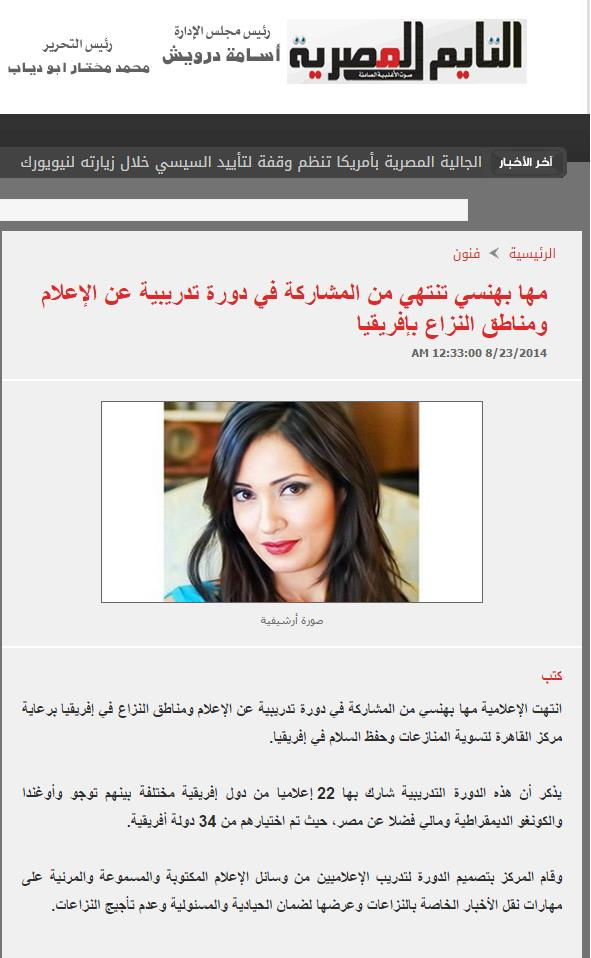 التايم المصرية
صوت الأغلبية الصامتة
رئيس مجلس الإدارة
أسامة درويش
رئيس التحرير
محمد مختار ابو دياب
آخر الأخبار
الجالية المصرية بأمريكا تنظم وقفة لتأييد السيسي خلال زيارته لنيويورك
الرئيسية
فنون
مها بهنسي تنتهي من المشاركة في دورة تدريبية عن الإعلام
ومناطق النزاع بإفريقيا
8/23/2014 12:33:00 AM
صورة أرشيفية
كتب
انتهت الإعلامية مها بهنسي من المشاركة في دورة تدريبية عن الإعلام ومناطق النزاع في إفريقيا برعاية
مركز القاهرة لتسوية المنازعات وحفظ السلام في إفريقيا.
يذكر أن هذه الدورة التدريبية شارك بها 22 إعلاميا من دول إفريقية مختلفة بينهم توجو وأوغندا
والكونغو الديمقراطية ومالي فضلا عن مصر، حيث تم اختيارهم من 34 دولة أفريقية.
وقام المركز بتصميم الدورة لتدريب الإعلاميين من وسائل الإعلام المكتوبة والمسموعة والمرئية على
مهارات نقل الأخبار الخاصة بالنزاعات وعرضها لضمان الحيادية والمسئولية وعدم تأجيج النزاعات.